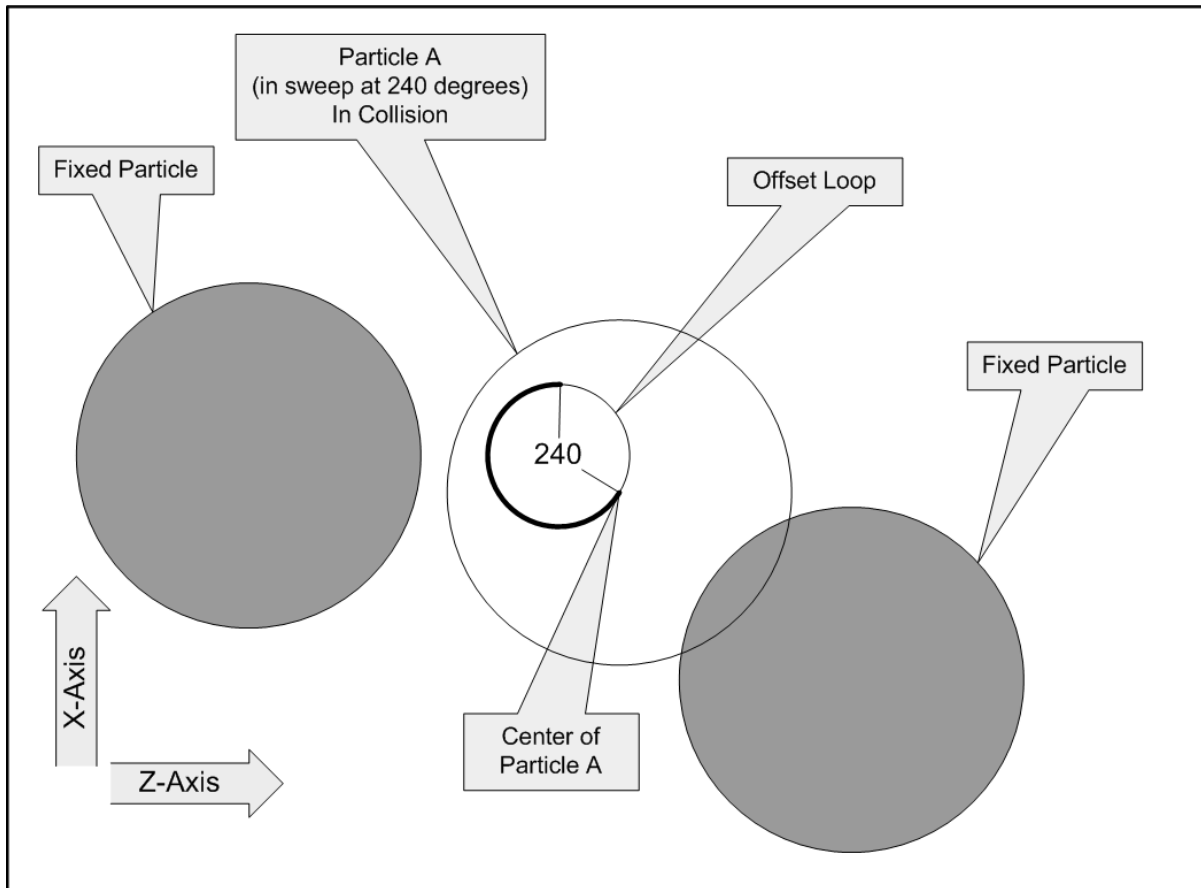 Particle A
(in sweep at 240 degrees)
In Collision
Fixed Particle
Offset Loop
Fixed Particle
240
X-Axis
Z-Axis
Center of
Particle A